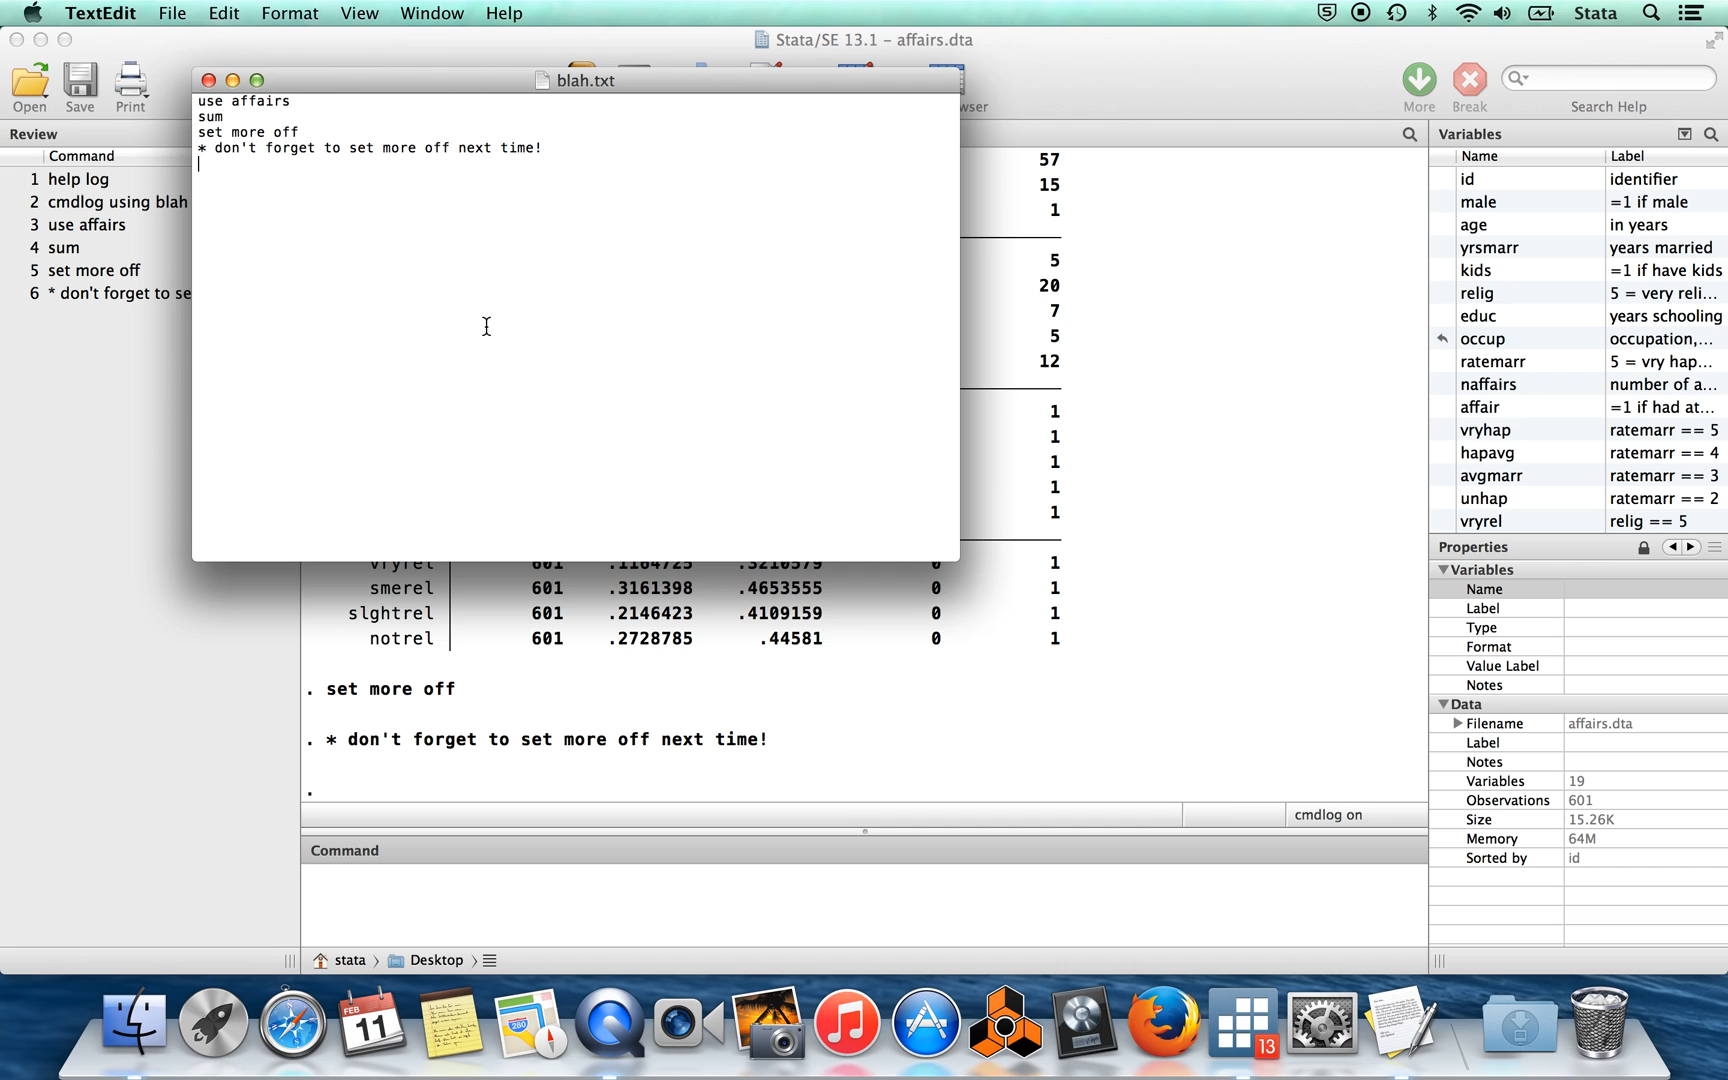 TextEdit File Edit Format View Window Help Stata
Stata/SE 13.1 – affairs.dta
Open Save Print More Break Search Help
blah.txt
use affairs
sum
set more off
* don't forget to set more off next time!
Review
Command
1 help log
2 cmdlog using blah
3 use affairs
4 sum
5 set more off
6 * don't forget to se
57
15
1
5
20
7
5
12
1
1
1
1
1
vryrel 601 .1164725 .3210579 0 1
smerel 601 .3161398 .4653555 0 1
slghtrel 601 .2146423 .4109159 0 1
notrel 601 .2728785 .44581 0 1
. set more off
. * don't forget to set more off next time!
.
cmdlog on
Command
stata Desktop
Variables
Name Label
id identifier
male =1 if male
age in years
yrsmarr years married
kids =1 if have kids
relig 5 = very reli...
educ years schooling
occup occupation,...
ratemarr 5 = vry hap...
naffairs number of a...
affair =1 if had at...
vryhap ratemarr == 5
hapavg ratemarr == 4
avgmarr ratemarr == 3
unhap ratemarr == 2
vryrel relig == 5
Properties
Variables
Name
Label
Type
Format
Value Label
Notes
Data
Filename affairs.dta
Label
Notes
Variables 19
Observations 601
Size 15.26K
Memory 64M
Sorted by id
FEB
11
280
13